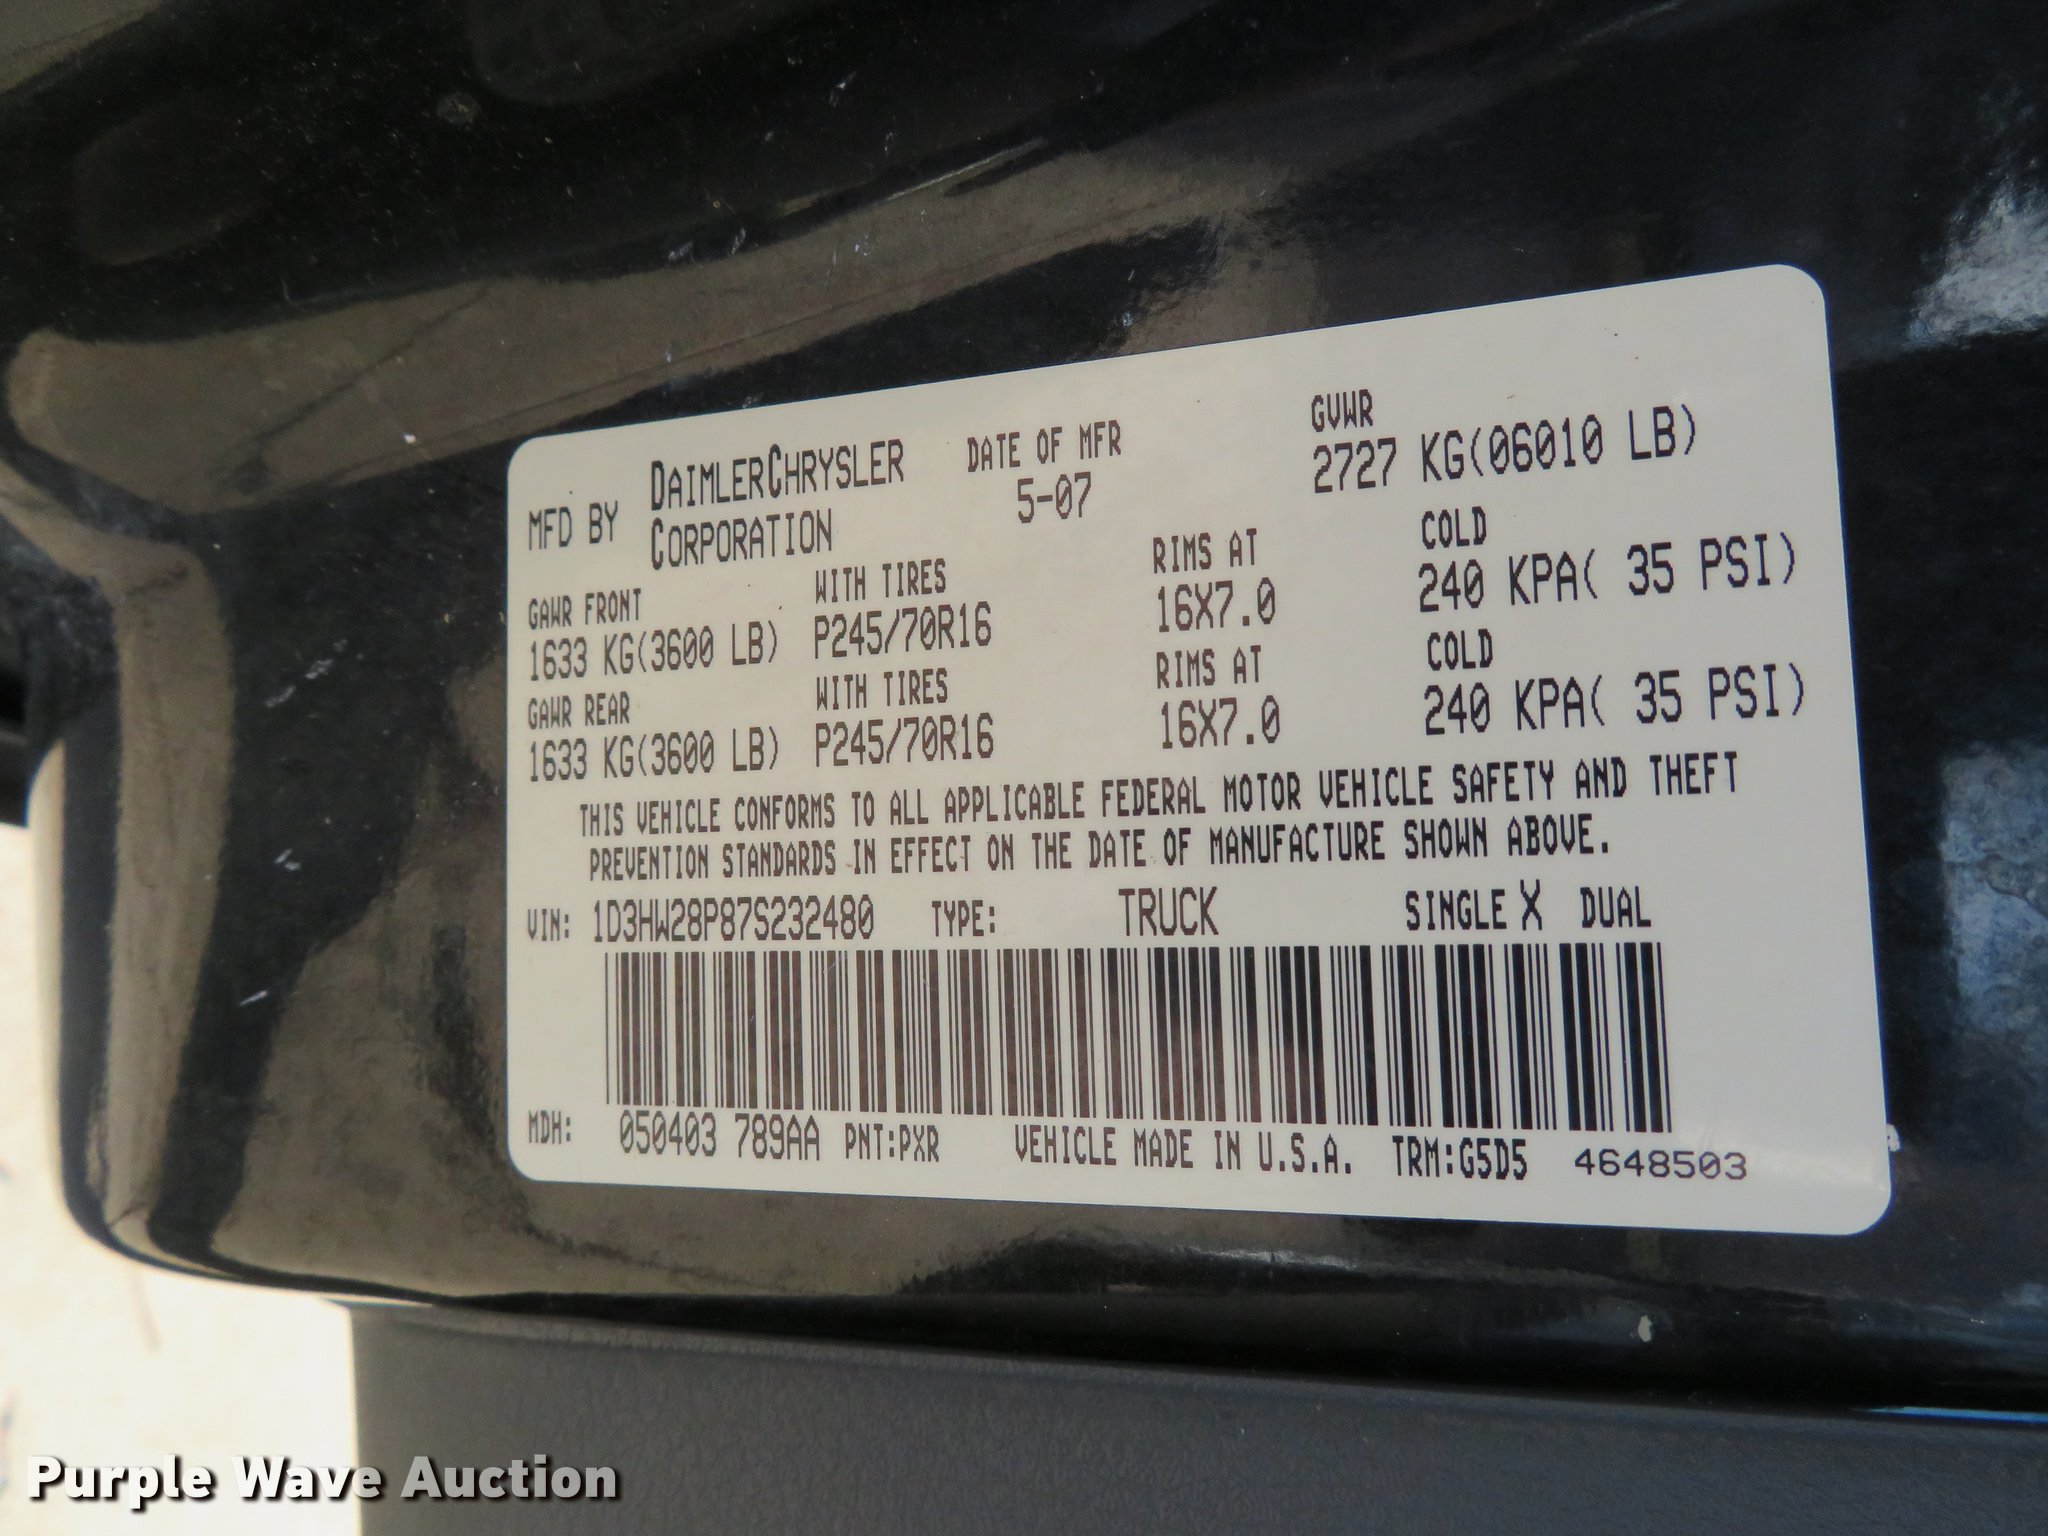 MFD BY DAIMLERCHRYSLER CORPORATION DATE OF MFR 5-07 GVWR 2727 KG(06010 LB)
GAWR FRONT WITH TIRES RIMS AT COLD
1633 KG(3600 LB) P245/70R16 16X7.0 240 KPA( 35 PSI)
GAWR REAR WITH TIRES RIMS AT COLD
1633 KG(3600 LB) P245/70R16 16X7.0 240 KPA( 35 PSI)
THIS VEHICLE CONFORMS TO ALL APPLICABLE FEDERAL MOTOR VEHICLE SAFETY AND THEFT
PREVENTION STANDARDS IN EFFECT ON THE DATE OF MANUFACTURE SHOWN ABOVE.
VIN: 1D3HW28P87S232480 TYPE: TRUCK SINGLE X DUAL
MDH: 050403 789AA PNT:PXR VEHICLE MADE IN U.S.A. TRM:G5D5 4648503
Purple Wave Auction